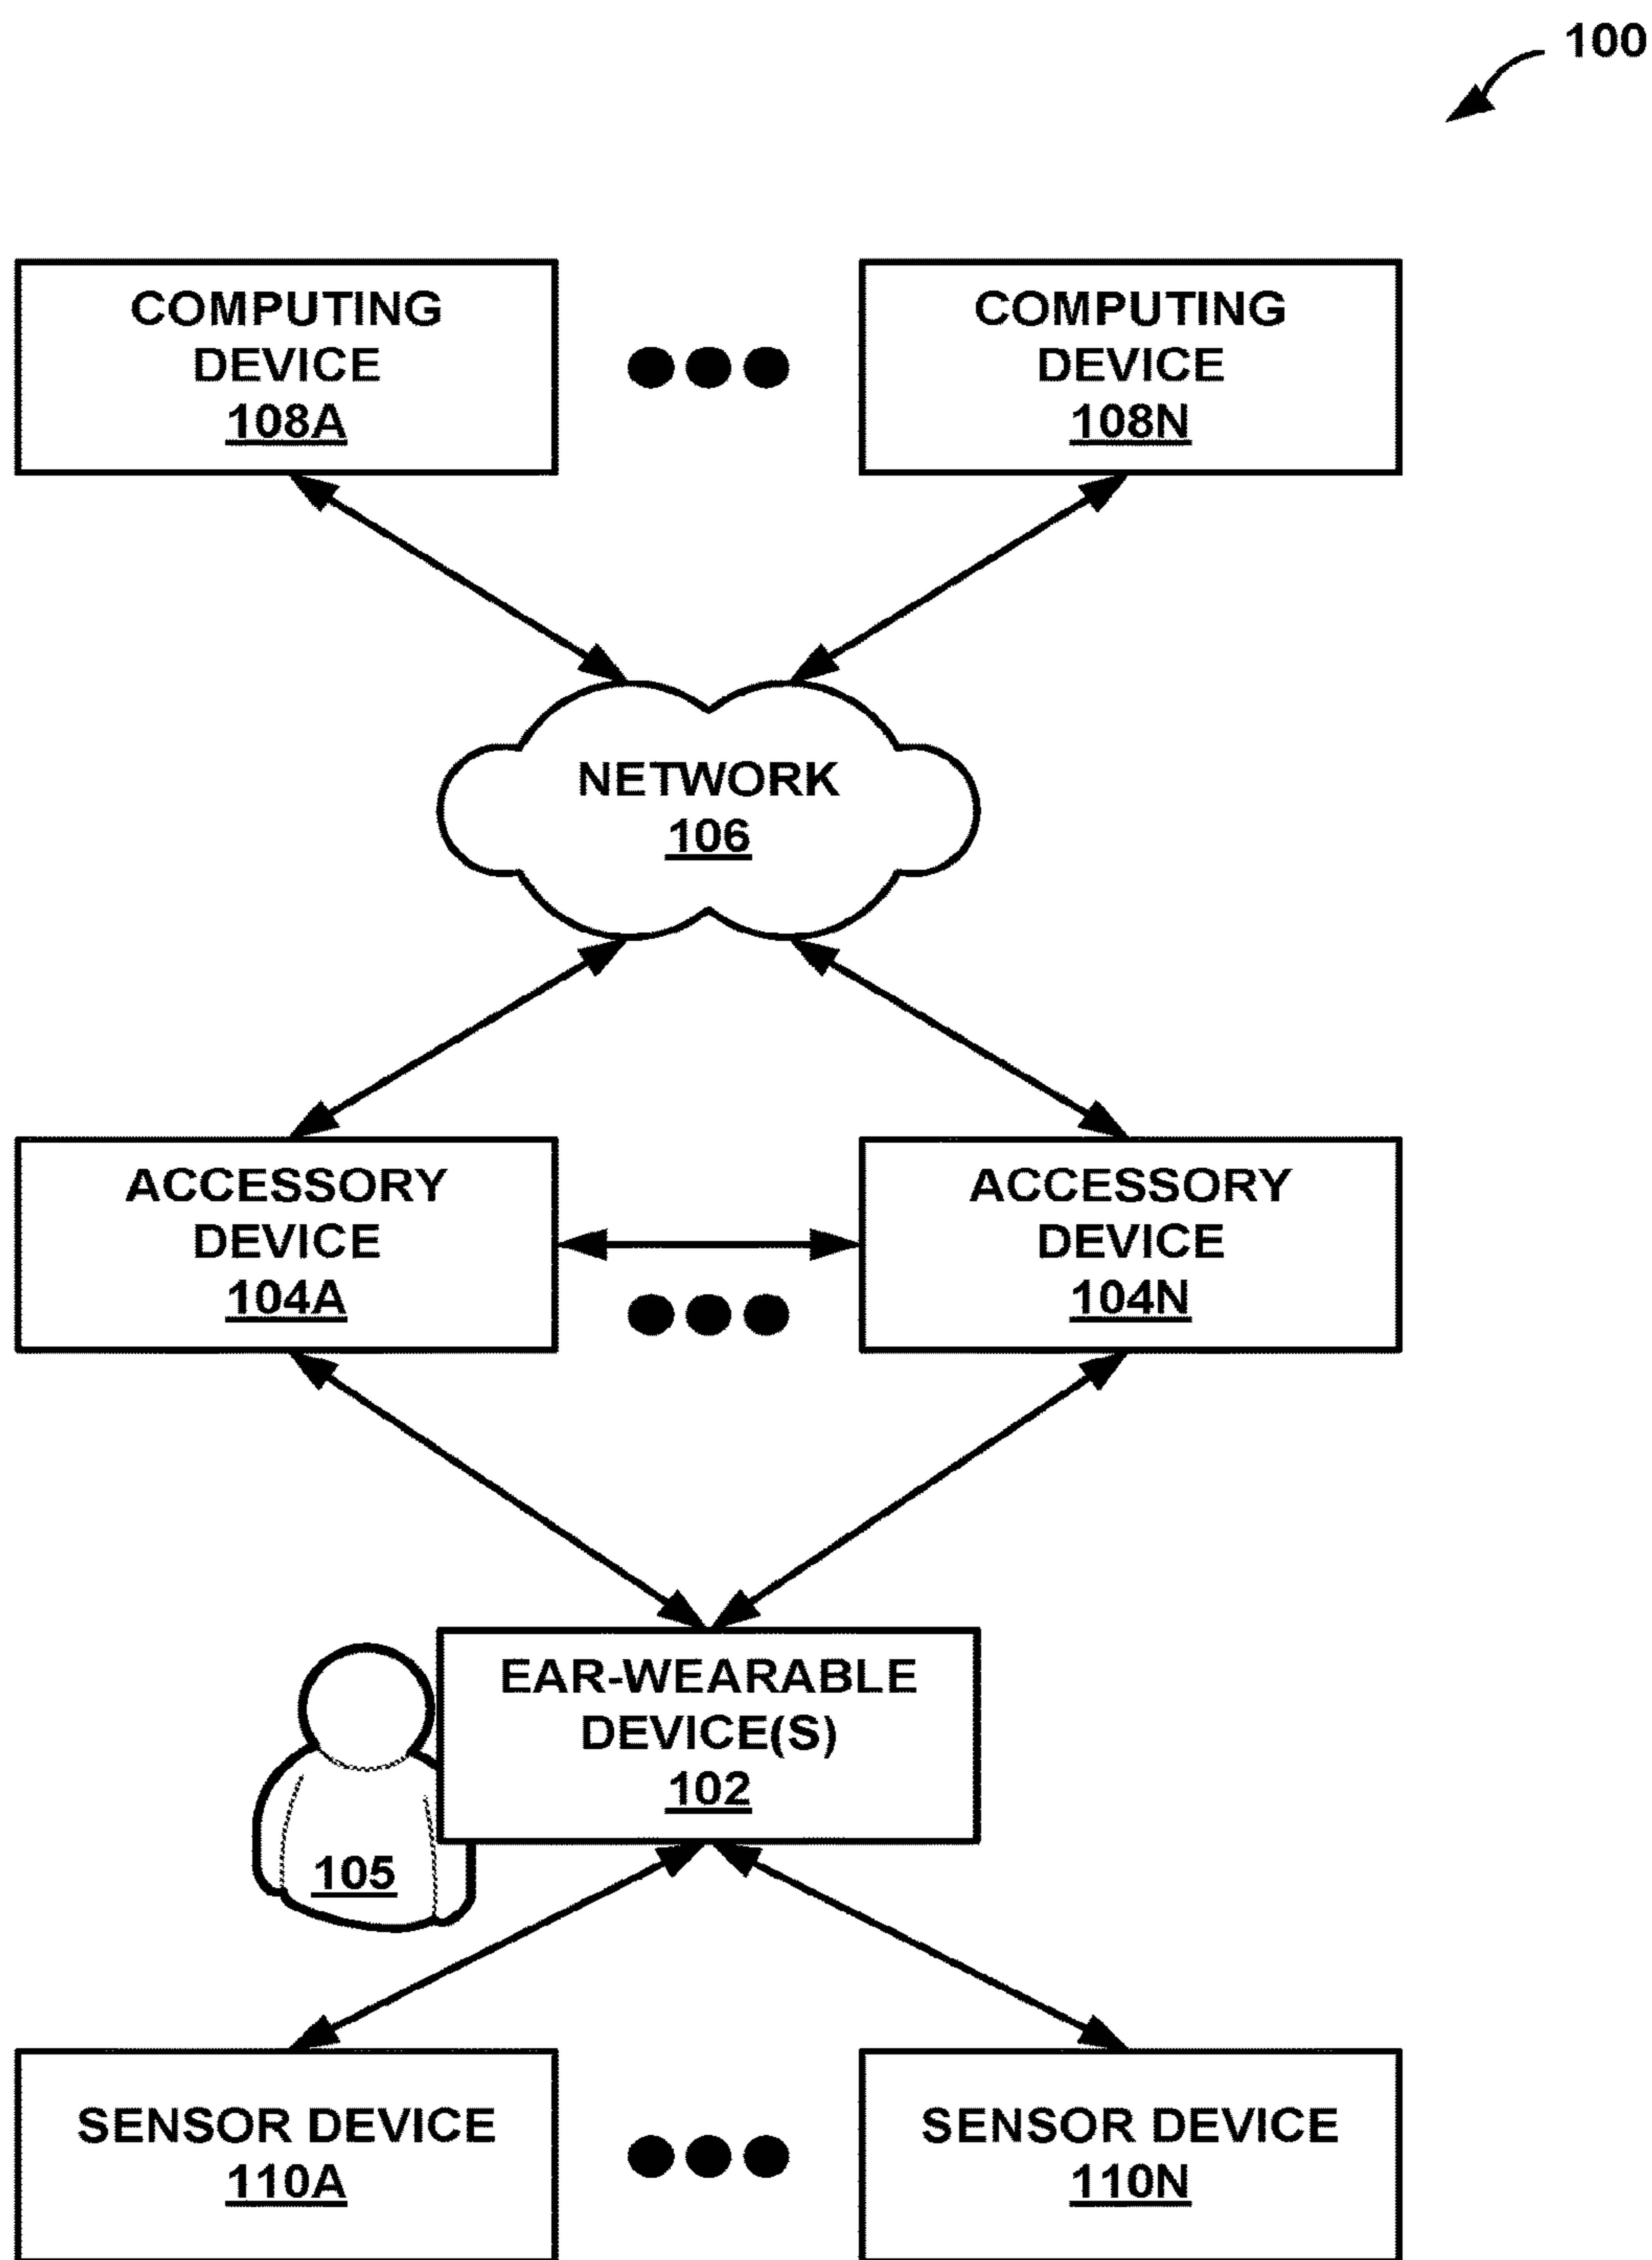 100
COMPUTING
DEVICE
108A
COMPUTING
DEVICE
108N
NETWORK
106
ACCESSORY
DEVICE
104A
ACCESSORY
DEVICE
104N
EAR-WEARABLE
DEVICE(S)
102
105
SENSOR DEVICE
110A
SENSOR DEVICE
110N